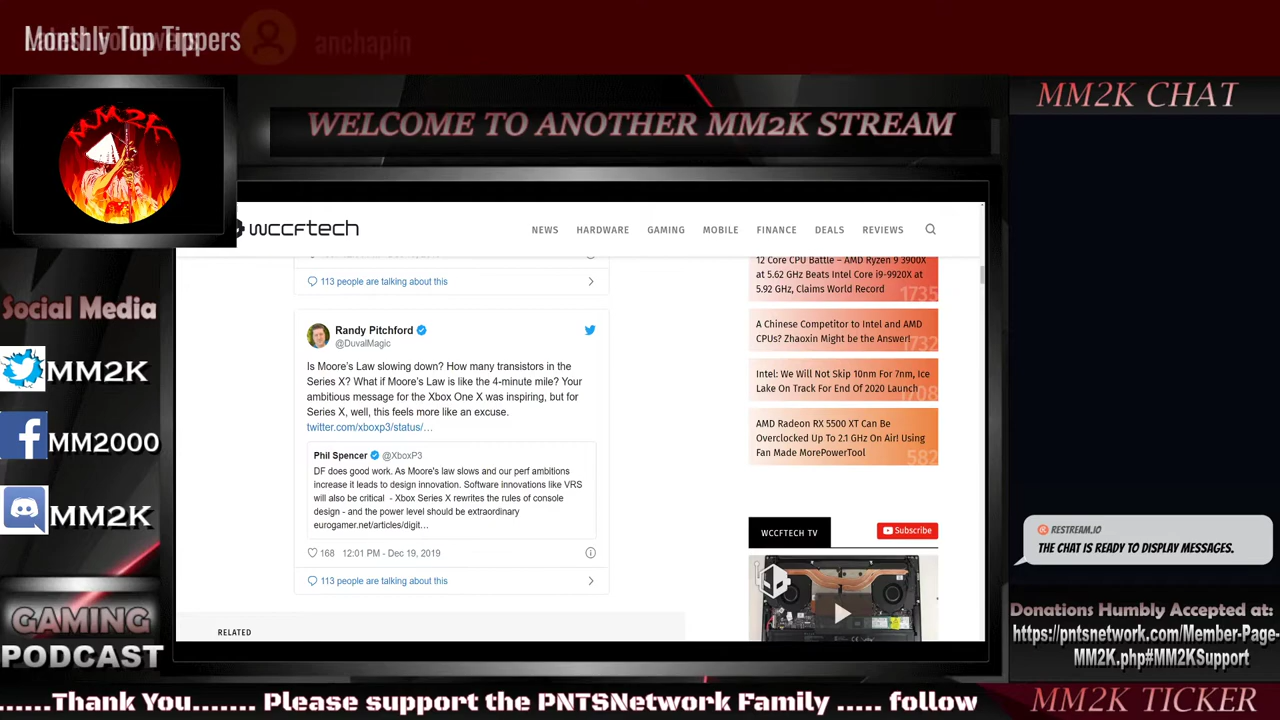 Monthly Top Tippers
anchapin
MM2K
WELCOME TO ANOTHER MM2K STREAM
MM2K CHAT
wccftech
NEWS
HARDWARE
GAMING
MOBILE
FINANCE
DEALS
REVIEWS
113 people are talking about this
Randy Pitchford
@DuvalMagic
Is Moore's Law slowing down? How many transistors in the
Series X? What if Moore's Law is like the 4-minute mile? Your
ambitious message for the Xbox One X was inspiring, but for
Series X, well, this feels more like an excuse.
twitter.com/xboxp3/status/…
Phil Spencer @XboxP3
DF does good work. As Moore's law slows and our perf ambitions
increase it leads to design innovation. Software innovations like VRS
will also be critical - Xbox Series X rewrites the rules of console
design - and the power level should be extraordinary
eurogamer.net/articles/digit…
168 12:01 PM - Dec 19, 2019
113 people are talking about this
RELATED
12 Core CPU Battle – AMD Ryzen 9 3900X
at 5.62 GHz Beats Intel Core i9-9920X at
5.92 GHz, Claims World Record
1735
A Chinese Competitor to Intel and AMD
CPUs? Zhaoxin Might be the Answer!
1732
Intel: We Will Not Skip 10nm For 7nm, Ice
Lake On Track For End Of 2020 Launch
1708
AMD Radeon RX 5500 XT Can Be
Overclocked Up To 2.1 GHz On Air! Using
Fan Made MorePowerTool
582
WCCFTECH TV
Subscribe
Social Media
MM2K
MM2000
MM2K
GAMING
PODCAST
RESTREAM.IO
THE CHAT IS READY TO DISPLAY MESSAGES.
Donations Humbly Accepted at:
https://pntsnetwork.com/Member-Page-
MM2K.php#MM2KSupport
......Thank You....... Please support the PNTSNetwork Family ..... follow
MM2K TICKER